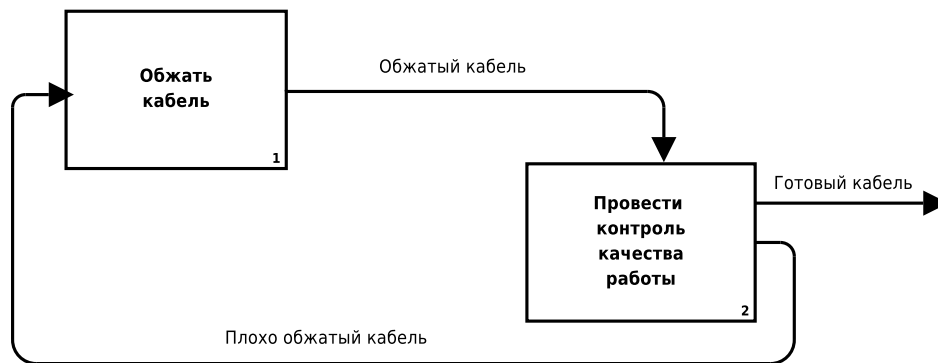 Обжать
кабель
1
Обжатый кабель
Провести
контроль
качества
работы
2
Готовый кабель
Плохо обжатый кабель